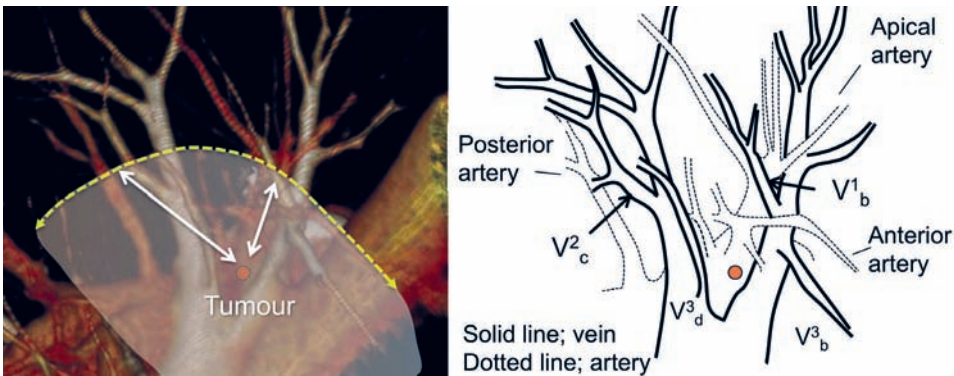 Tumour
Apical
artery
Posterior
artery
V¹b
V²c
Anterior
artery
V³d
V³b
Solid line; vein
Dotted line; artery